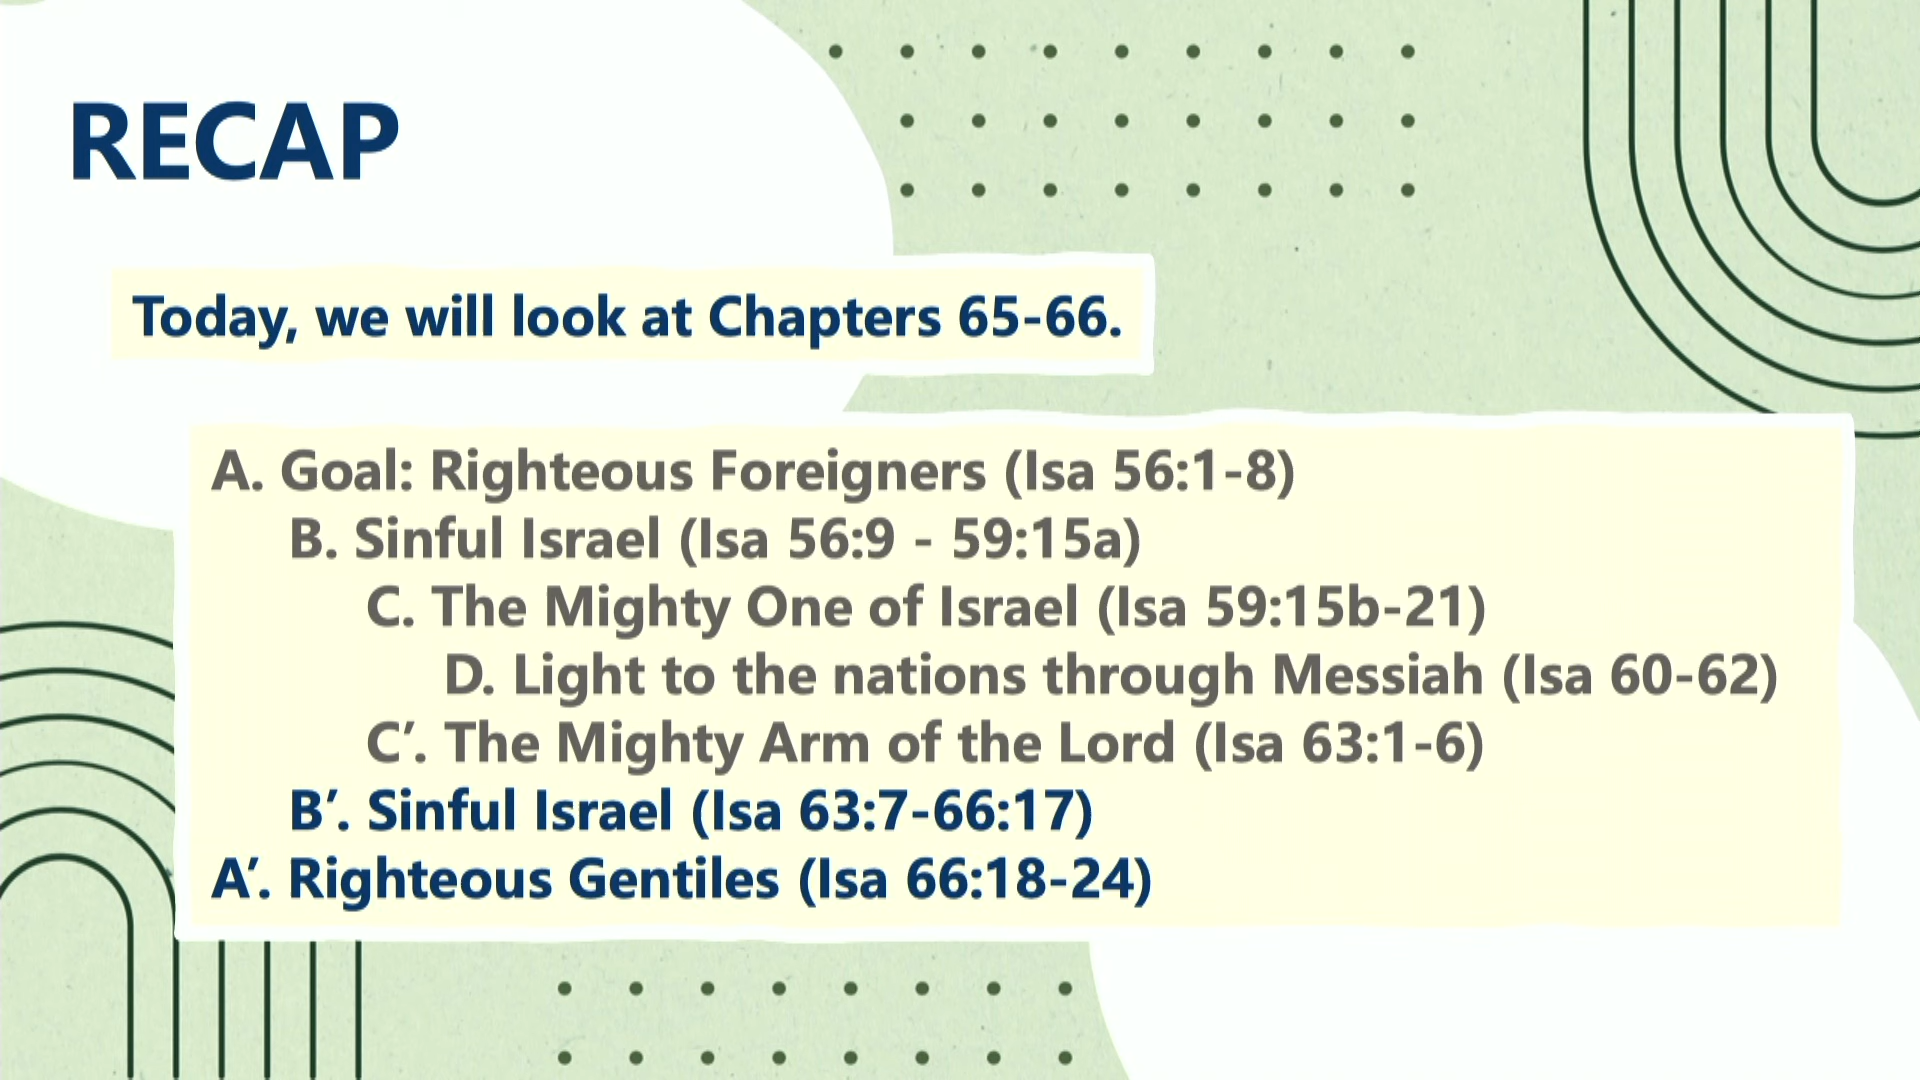 RECAP
Today, we will look at Chapters 65-66.
A. Goal: Righteous Foreigners (Isa 56:1-8)
B. Sinful Israel (Isa 56:9 - 59:15a)
C. The Mighty One of Israel (Isa 59:15b-21)
D. Light to the nations through Messiah (Isa 60-62)
C′. The Mighty Arm of the Lord (Isa 63:1-6)
B′. Sinful Israel (Isa 63:7-66:17)
A′. Righteous Gentiles (Isa 66:18-24)